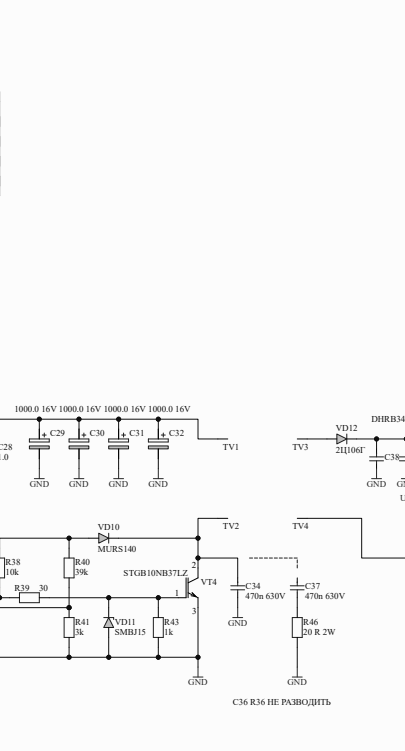 1000.0 16V 1000.0 16V 1000.0 16V 1000.0 16V
DHRB34
VD12
C28
C29
C30
C31
C32
TV1
TV3
2Ц106Г
C38
GND
GND
GND
GND
GND
VD10
MURS140
TV2
TV4
R38
10k
R40
39k
STGB10NB37LZ
2
VT4
1
3
R39 30
C34
470n 630V
C37
470n 630V
R41
3k
VD11
SMBJ15
R43
1k
GND
R46
20 R 2W
GND
GND
C36 R36 НЕ РАЗВОДИТЬ